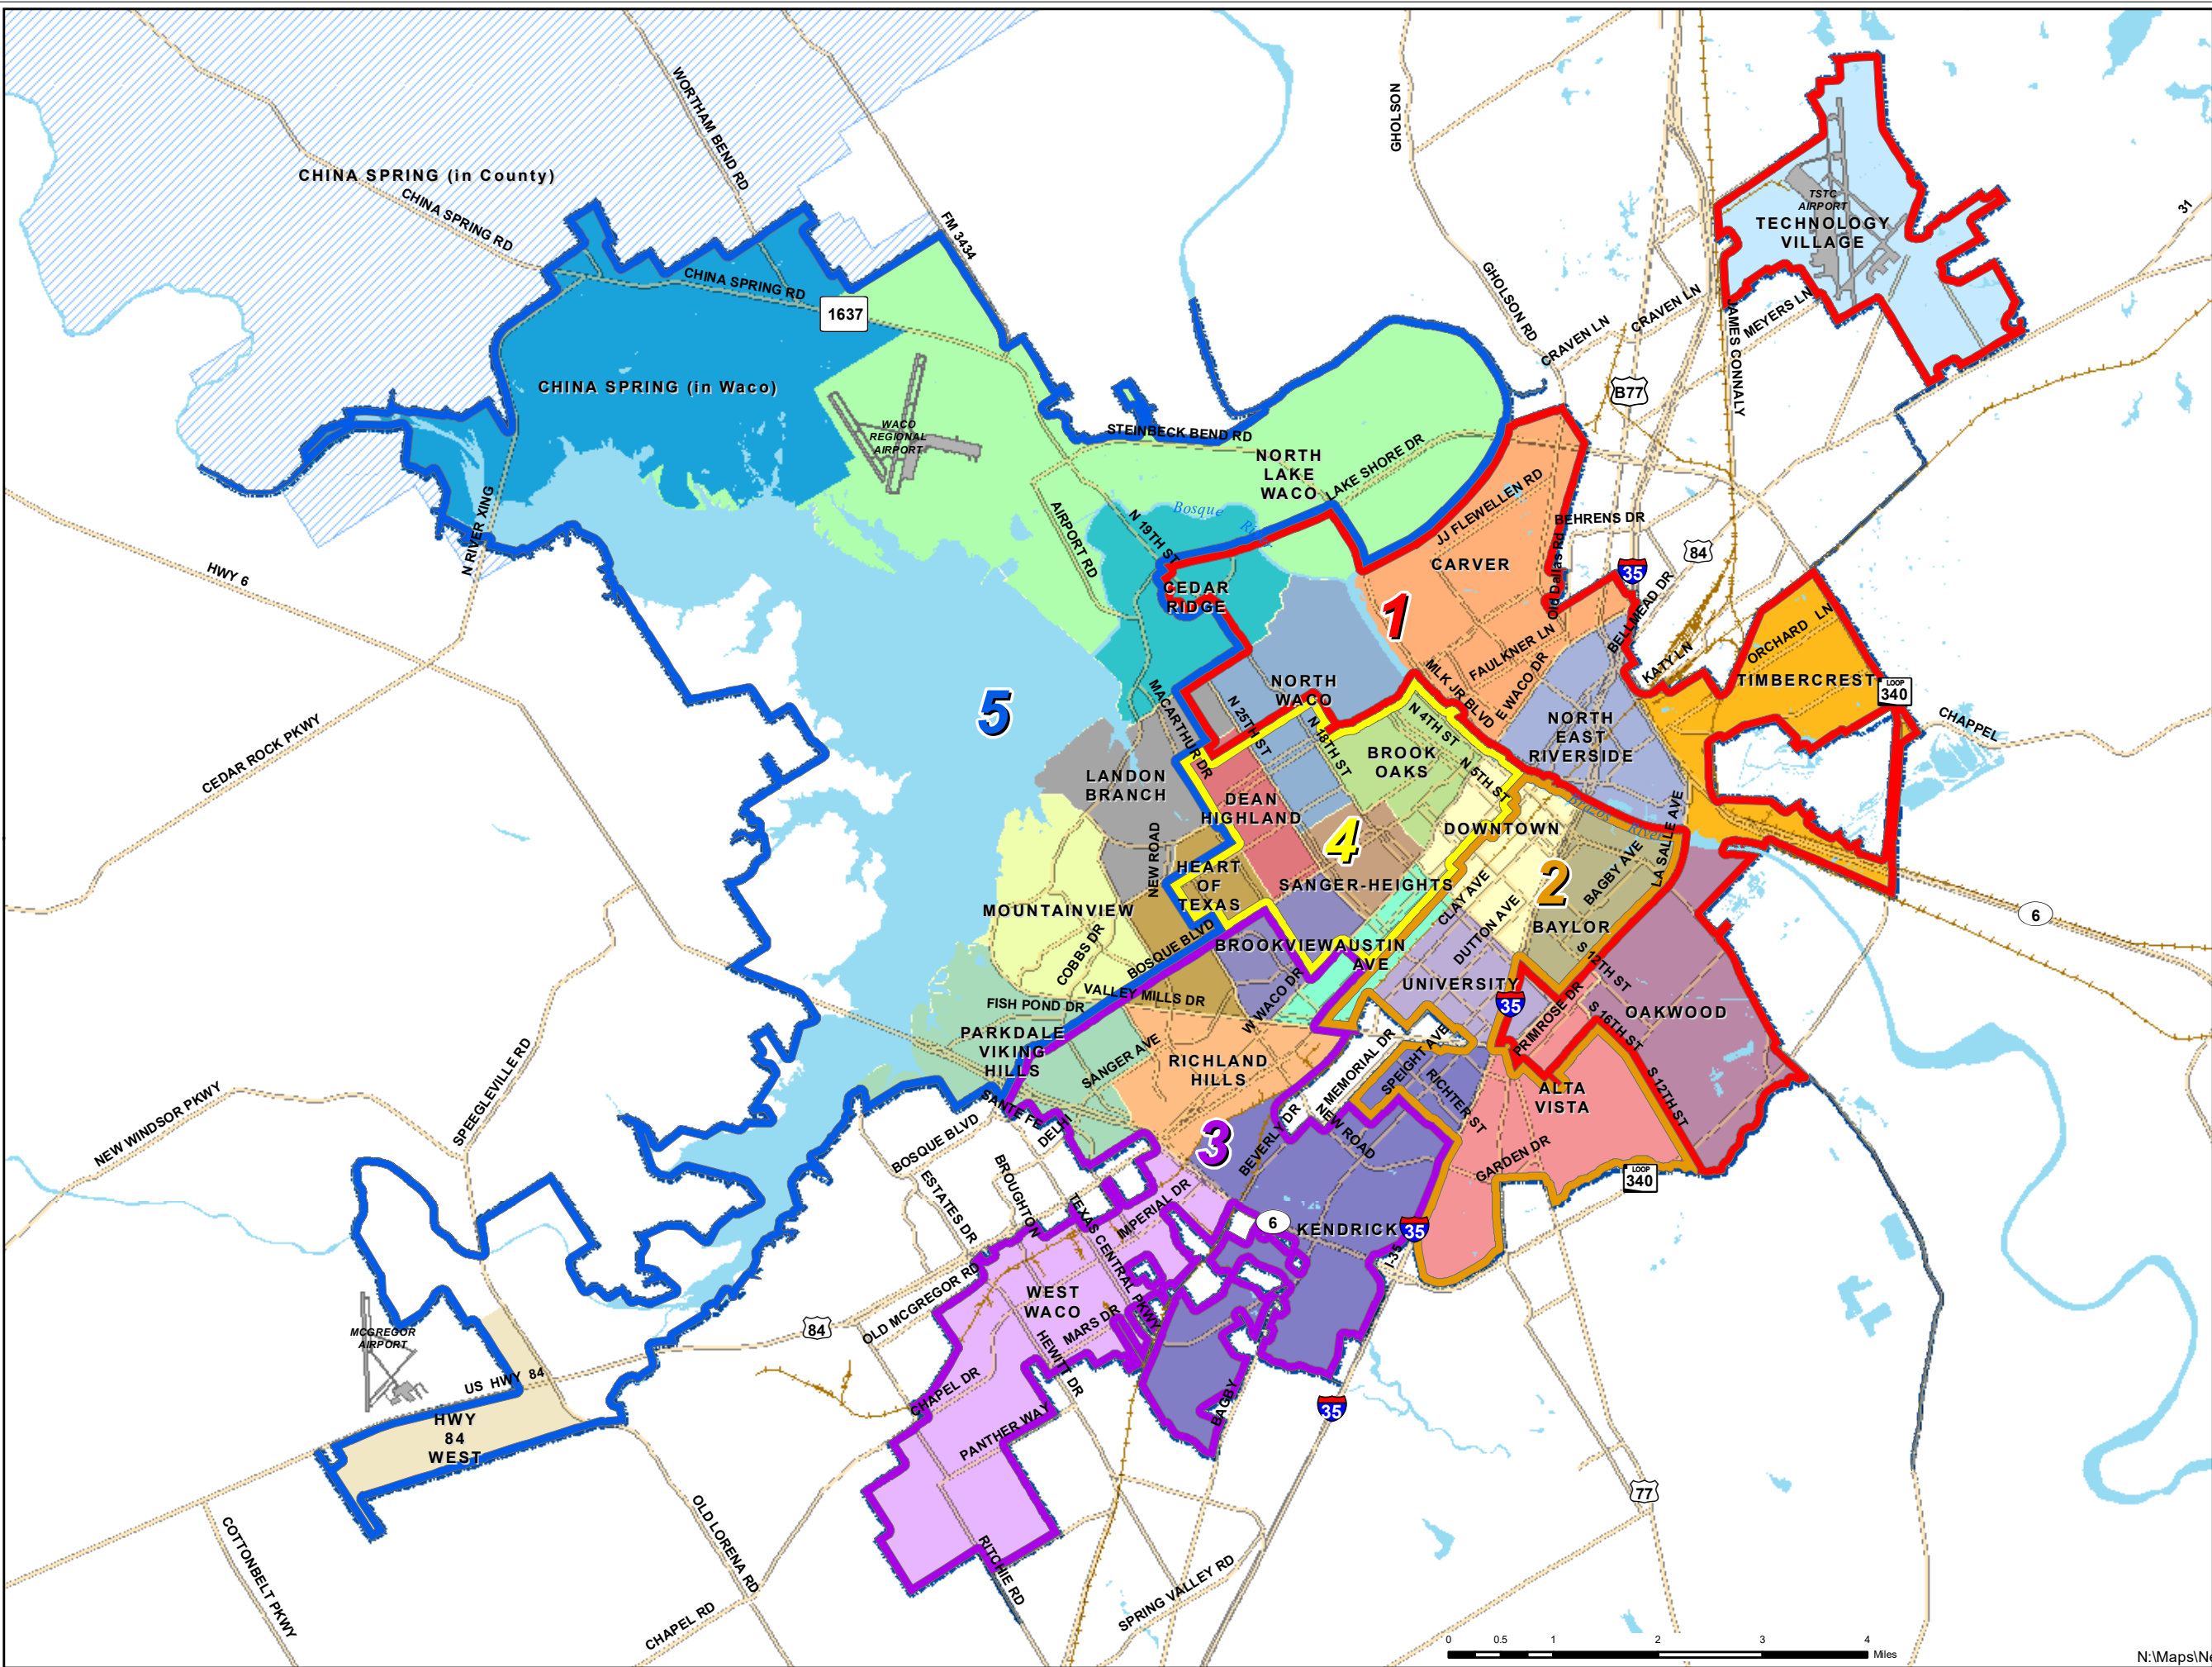 CHINA SPRING (in County)
CHINA SPRING RD
WORTHAM BEND RD
FM 3434
CHINA SPRING RD
1637
CHINA SPRING (in Waco)
WACO
REGIONAL
AIRPORT
STEINBECK BEND RD
NORTH
LAKE
WACO
LAKE SHORE DR
GHOLSON
GHOLSON RD
CRAVEN LN
CRAVEN LN
MEYERS LN
JAMES CONNALY
TSTC
AIRPORT
TECHNOLOGY
VILLAGE
31
B77
84
35
BEHRENS DR
JJ FLEWELLEN RD
CARVER
Old Dallas Rd
BELLMEAD DR
KATY LN
ORCHARD LN
TIMBERCREST
LOOP
340
CHAPPEL
1
FAULKNER LN
MLK JR BLVD
E WACO DR
NORTH
EAST
RIVERSIDE
N RIVER XING
HWY 6
CEDAR ROCK PKWY
AIRPORT RD
N 19TH ST
Bosque
CEDAR
RIDGE
5
NORTH
WACO
MACARTHUR DR
N 25TH ST
N 18TH ST
N 4TH ST
N 5TH ST
BROOK
OAKS
LANDON
BRANCH
DEAN
HIGHLAND
4
DOWNTOWN
Brazos
River
LA SALLE AVE
NEW ROAD
HEART
OF
TEXAS
SANGER-HEIGHTS
2
BAGBY AVE
CLAY AVE
DUTTON AVE
BAYLOR
6
MOUNTAINVIEW
COBBS DR
BOSQUE BLVD
BROOKVIEW
AUSTIN
AVE
S 12TH ST
UNIVERSITY
35
OAKWOOD
FISH POND DR
VALLEY MILLS DR
W WACO DR
PRIMROSE DR
S 16TH ST
PARKDALE
VIKING
HILLS
SANGER AVE
RICHLAND
HILLS
N MEMORIAL DR
SPEIGHT AVE
RICHTER ST
ALTA
VISTA
S 12TH ST
SPEEGLEVILLE RD
NEW WINDSOR PKWY
SANTE FE
DELHI
BOSQUE BLVD
ESTATES DR
BROUGHTON
3
BEVERLY DR
NEW ROAD
GARDEN DR
LOOP
340
TEXAS CENTRAL PKWY
IMPERIAL DR
6
KENDRICK
35
I-35
OLD MCGREGOR RD
WEST
WACO
MARS DR
HEWITT DR
84
MCGREGOR
AIRPORT
US HWY 84
HWY
84
WEST
CHAPEL DR
PANTHER WAY
BAGBY
35
77
COTTONBELT PKWY
OLD LORENA RD
CHAPEL RD
RITCHIE RD
SPRING VALLEY RD
0 0.5 1 2 3 4
Miles